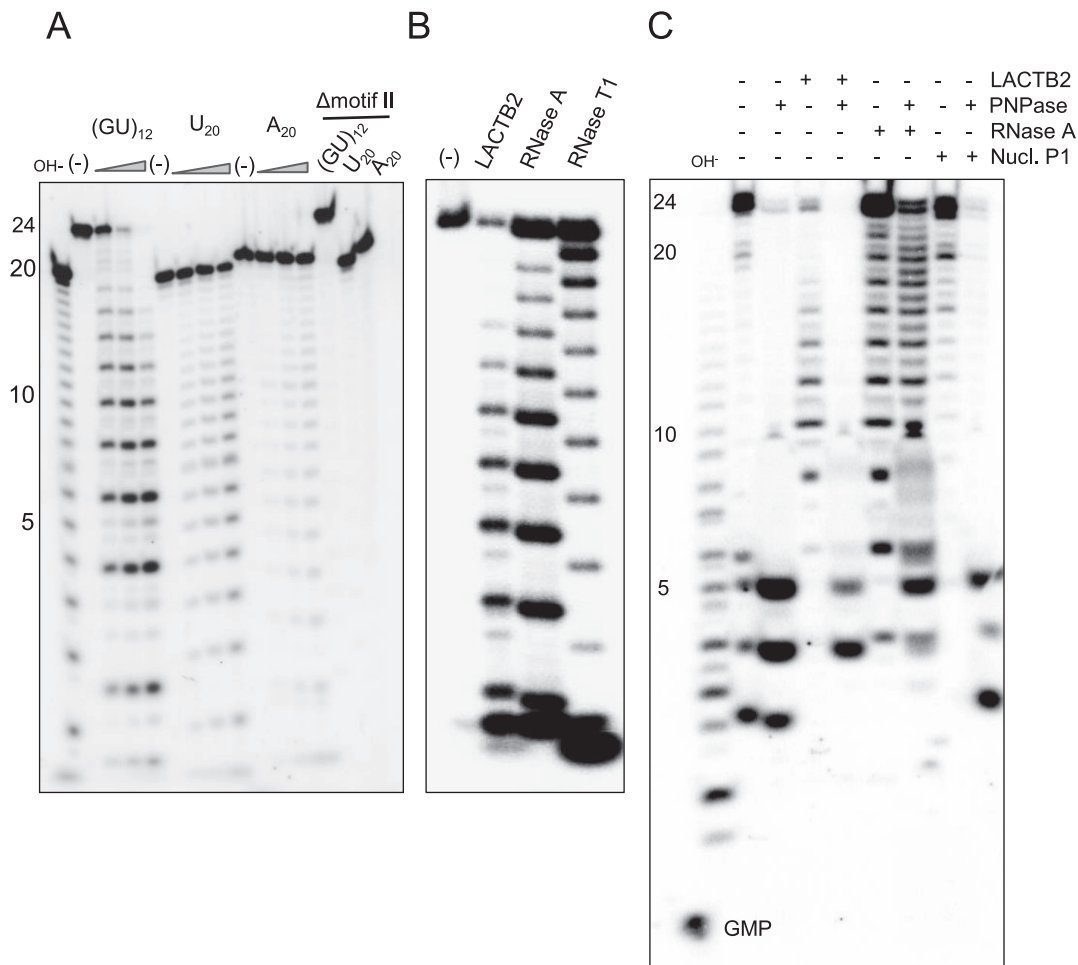 A
B
C
Δmotif II
(GU)12 U20 A20 (GU)12 U20 A20
OH- (-) (-) (-)
24
20
10
5
(-) LACTB2 RNase A RNase T1
- - + + - - - - LACTB2
- + - + - + - + PNPase
- - - - + + - - RNase A
OH- - - - - - - + + Nucl. P1
24
20
10
5
GMP